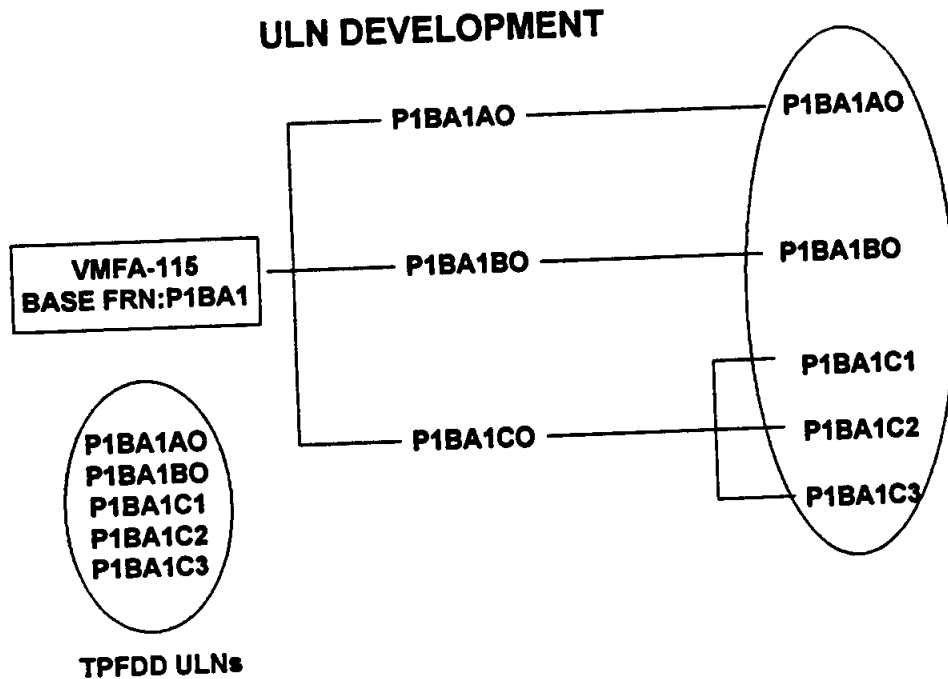 ULN DEVELOPMENT
P1BA1AO
P1BA1AO
VMFA-115
BASE FRN:P1BA1
P1BA1BO
P1BA1BO
P1BA1CO
P1BA1C1
P1BA1C2
P1BA1C3
P1BA1AO
P1BA1BO
P1BA1C1
P1BA1C2
P1BA1C3
TPFDD ULNs